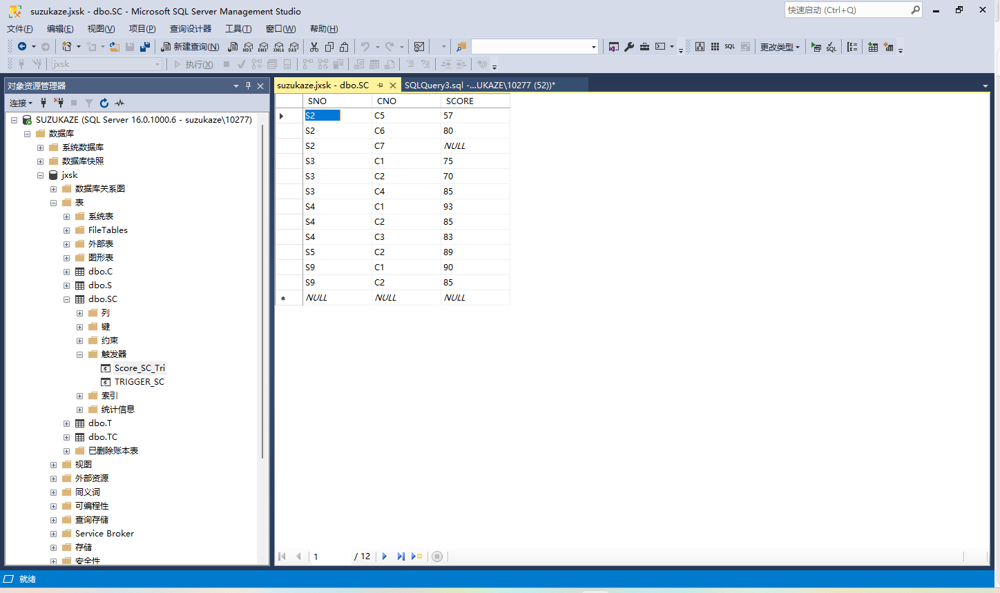 suzukaze.jxsk - dbo.SC - Microsoft SQL Server Management Studio
快速启动 (Ctrl+Q)
文件(F) 编辑(E) 视图(V) 项目(P) 查询设计器 工具(T) 窗口(W) 帮助(H)
新建查询(N) MDX DMX XMLA DAX SQL 更改类型 SQL
jxsk 执行(X)
对象资源管理器
连接
SUZUKAZE (SQL Server 16.0.1000.6 - suzukaze\10277)
数据库
系统数据库
数据库快照
jxsk
数据库关系图
表
系统表
FileTables
外部表
图形表
dbo.C
dbo.S
dbo.SC
列
键
约束
触发器
Score_SC_Tri
TRIGGER_SC
索引
统计信息
dbo.T
dbo.TC
已删除账本表
视图
外部资源
同义词
可编程性
查询存储
Service Broker
存储
安全性
suzukaze.jxsk - dbo.SC
SQLQuery3.sql -...UKAZE\10277 (52))*
SNO CNO SCORE
S2 C5 57
S2 C6 80
S2 C7 NULL
S3 C1 75
S3 C2 70
S3 C4 85
S4 C1 93
S4 C2 85
S4 C3 83
S5 C2 89
S9 C1 90
S9 C2 85
NULL NULL NULL
1 / 12
就绪